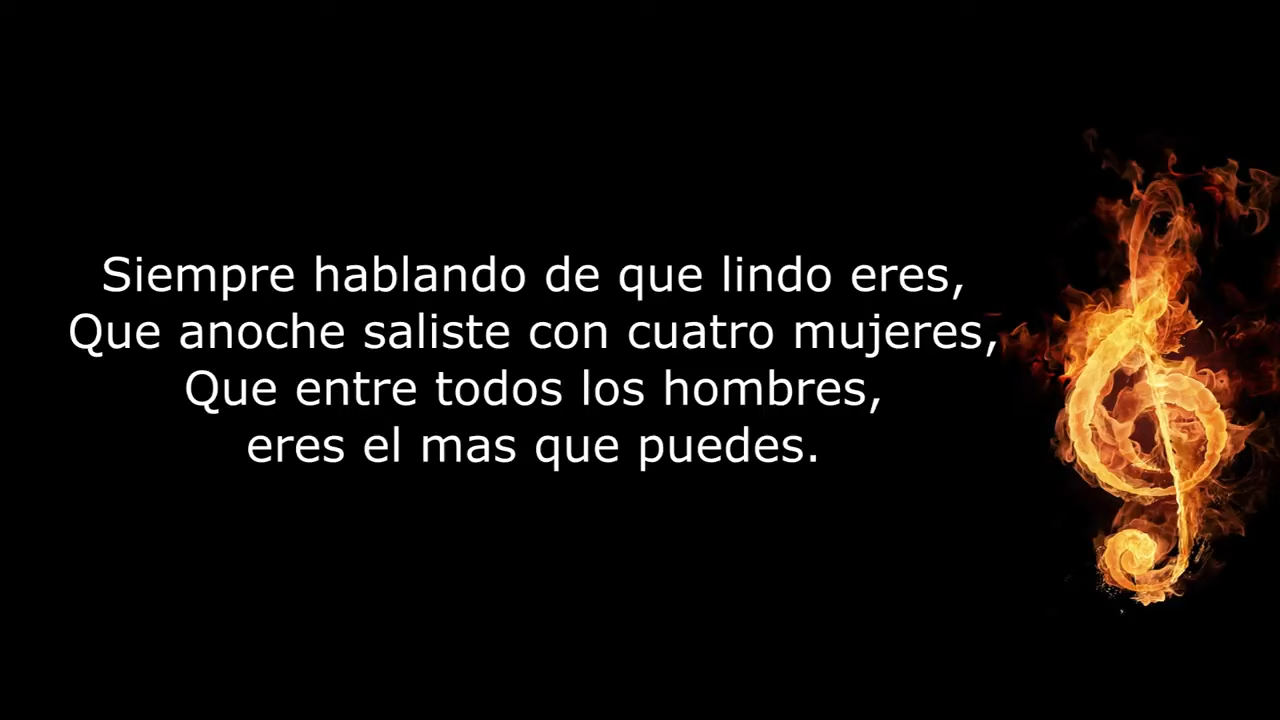 Siempre hablando de que lindo eres,
Que anoche saliste con cuatro mujeres,
Que entre todos los hombres,
eres el mas que puedes.